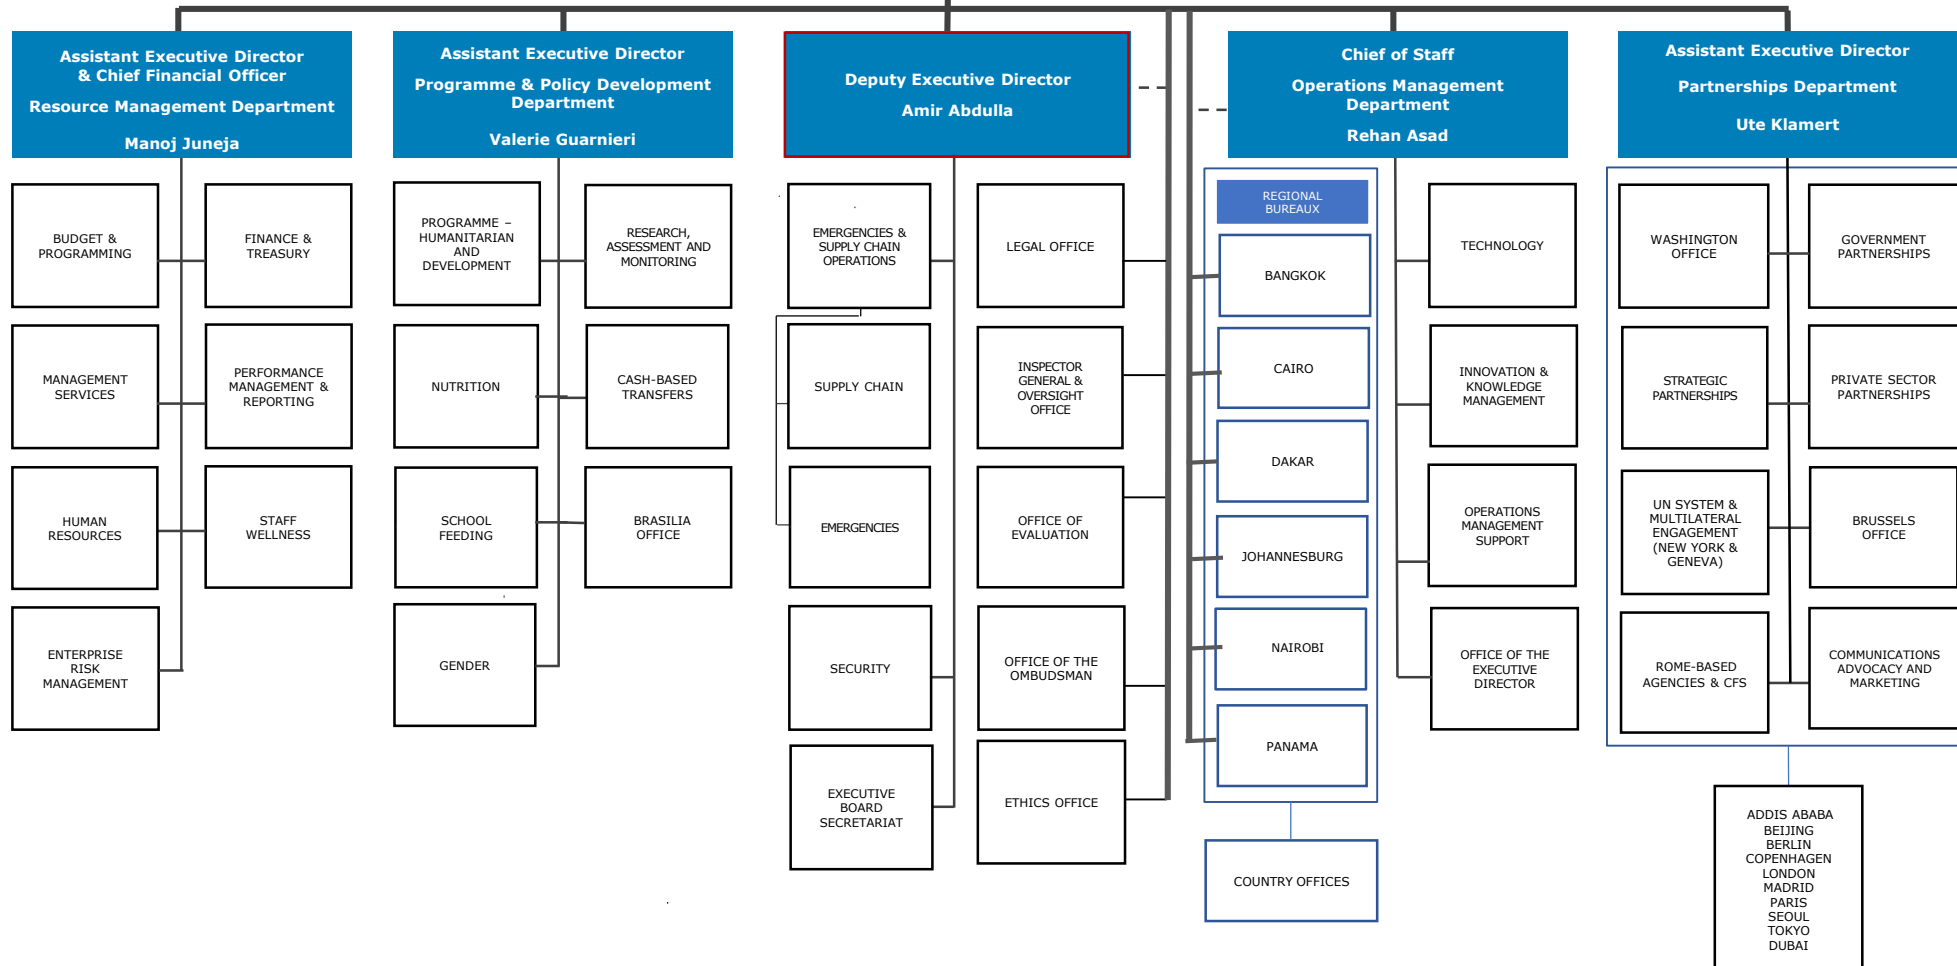 Assistant Executive Director
& Chief Financial Officer
Resource Management Department
Manoj Juneja
BUDGET &
PROGRAMMING
FINANCE &
TREASURY
MANAGEMENT
SERVICES
PERFORMANCE
MANAGEMENT &
REPORTING
HUMAN
RESOURCES
STAFF
WELLNESS
ENTERPRISE
RISK
MANAGEMENT
Assistant Executive Director
Programme & Policy Development
Department
Valerie Guarnieri
PROGRAMME –
HUMANITARIAN
AND
DEVELOPMENT
RESEARCH,
ASSESSMENT AND
MONITORING
NUTRITION
CASH-BASED
TRANSFERS
SCHOOL
FEEDING
BRASILIA
OFFICE
GENDER
Deputy Executive Director
Amir Abdulla
EMERGENCIES &
SUPPLY CHAIN
OPERATIONS
LEGAL OFFICE
SUPPLY CHAIN
INSPECTOR
GENERAL &
OVERSIGHT
OFFICE
EMERGENCIES
OFFICE OF
EVALUATION
SECURITY
OFFICE OF THE
OMBUDSMAN
EXECUTIVE
BOARD
SECRETARIAT
ETHICS OFFICE
Chief of Staff
Operations Management
Department
Rehan Asad
REGIONAL
BUREAUX
BANGKOK
CAIRO
DAKAR
JOHANNESBURG
NAIROBI
PANAMA
COUNTRY OFFICES
TECHNOLOGY
INNOVATION &
KNOWLEDGE
MANAGEMENT
OPERATIONS
MANAGEMENT
SUPPORT
OFFICE OF THE
EXECUTIVE
DIRECTOR
Assistant Executive Director
Partnerships Department
Ute Klamert
WASHINGTON
OFFICE
GOVERNMENT
PARTNERSHIPS
STRATEGIC
PARTNERSHIPS
PRIVATE SECTOR
PARTNERSHIPS
UN SYSTEM &
MULTILATERAL
ENGAGEMENT
(NEW YORK &
GENEVA)
BRUSSELS
OFFICE
ROME-BASED
AGENCIES & CFS
COMMUNICATIONS
ADVOCACY AND
MARKETING
ADDIS ABABA
BEIJING
BERLIN
COPENHAGEN
LONDON
MADRID
PARIS
SEOUL
TOKYO
DUBAI